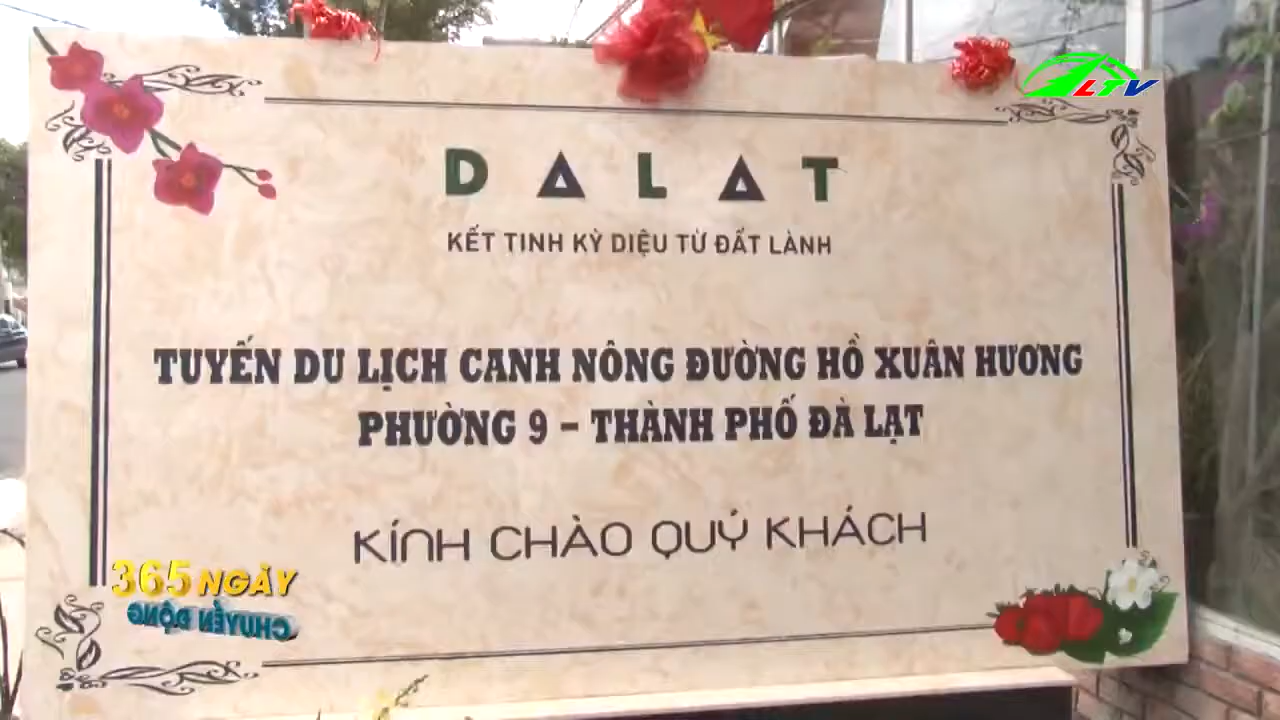 LTV
DALAT
KẾT TINH KỲ DIỆU TỪ ĐẤT LÀNH
TUYẾN DU LỊCH CANH NÔNG ĐƯỜNG HỒ XUÂN HƯƠNG
PHƯỜNG 9 - THÀNH PHỐ ĐÀ LẠT
KÍNH CHÀO QUÝ KHÁCH
365 NGÀY
CHUYỂN ĐỘNG